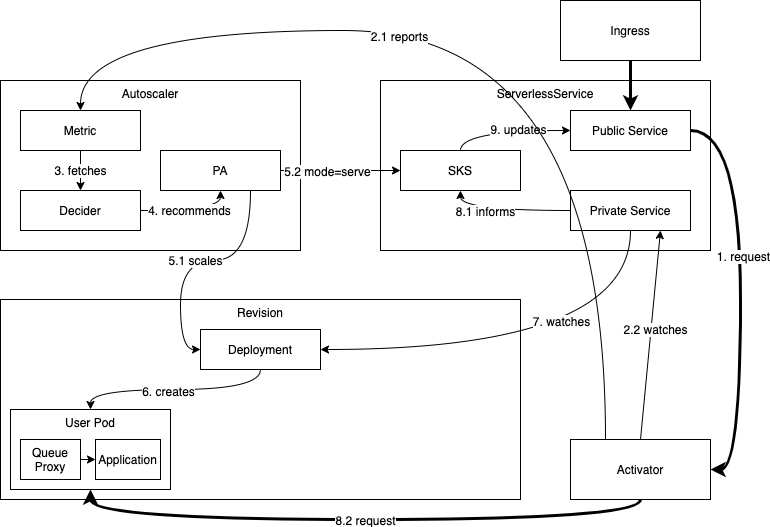 Ingress
2.1 reports
Autoscaler
ServerlessService
Metric
9. updates
Public Service
3. fetches
PA
5.2 mode=serve
SKS
Decider
4. recommends
8.1 informs
Private Service
5.1 scales
1. request
Revision
7. watches
2.2 watches
Deployment
6. creates
User Pod
Queue
Proxy
Application
Activator
8.2 request